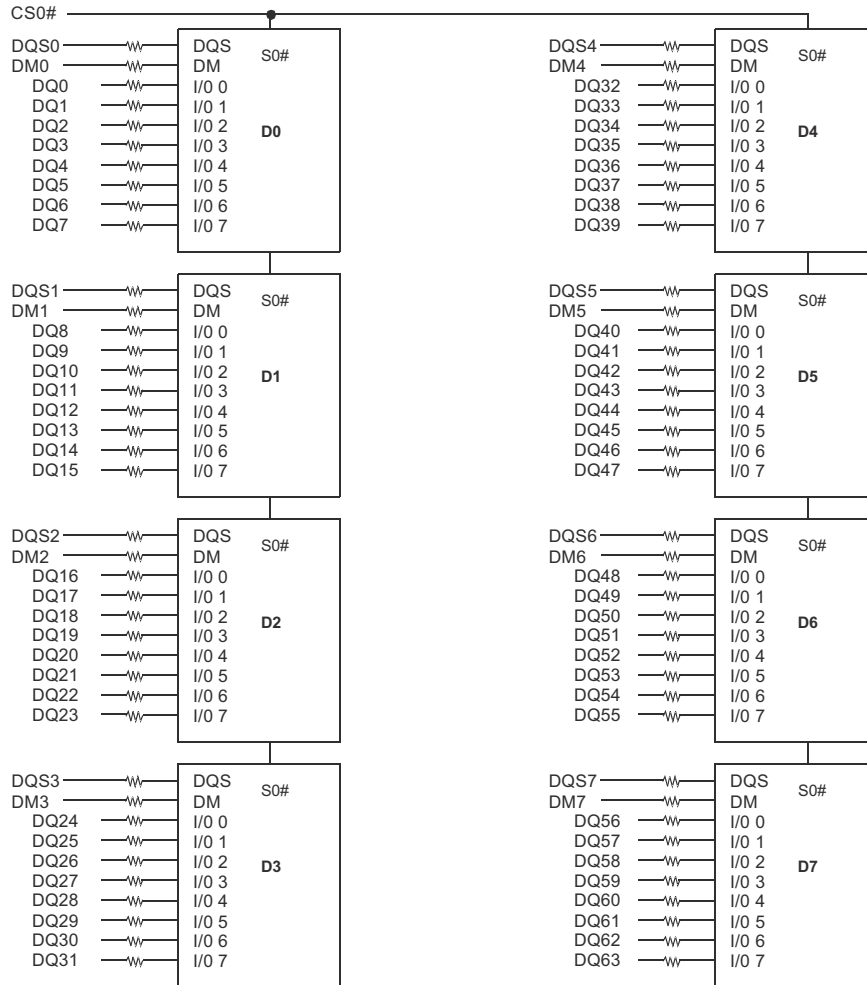 CS0#
DQS0 DQS S0#
DM0 DM
DQ0 I/0 0
DQ1 I/0 1
DQ2 I/0 2 D0
DQ3 I/0 3
DQ4 I/0 4
DQ5 I/0 5
DQ6 I/0 6
DQ7 I/0 7
DQS1 DQS S0#
DM1 DM
DQ8 I/0 0
DQ9 I/0 1
DQ10 I/0 2 D1
DQ11 I/0 3
DQ12 I/0 4
DQ13 I/0 5
DQ14 I/0 6
DQ15 I/0 7
DQS2 DQS S0#
DM2 DM
DQ16 I/0 0
DQ17 I/0 1
DQ18 I/0 2 D2
DQ19 I/0 3
DQ20 I/0 4
DQ21 I/0 5
DQ22 I/0 6
DQ23 I/0 7
DQS3 DQS S0#
DM3 DM
DQ24 I/0 0
DQ25 I/0 1
DQ26 I/0 2 D3
DQ27 I/0 3
DQ28 I/0 4
DQ29 I/0 5
DQ30 I/0 6
DQ31 I/0 7
DQS4 DQS S0#
DM4 DM
DQ32 I/0 0
DQ33 I/0 1
DQ34 I/0 2 D4
DQ35 I/0 3
DQ36 I/0 4
DQ37 I/0 5
DQ38 I/0 6
DQ39 I/0 7
DQS5 DQS S0#
DM5 DM
DQ40 I/0 0
DQ41 I/0 1
DQ42 I/0 2 D5
DQ43 I/0 3
DQ44 I/0 4
DQ45 I/0 5
DQ46 I/0 6
DQ47 I/0 7
DQS6 DQS S0#
DM6 DM
DQ48 I/0 0
DQ49 I/0 1
DQ50 I/0 2 D6
DQ51 I/0 3
DQ52 I/0 4
DQ53 I/0 5
DQ54 I/0 6
DQ55 I/0 7
DQS7 DQS S0#
DM7 DM
DQ56 I/0 0
DQ57 I/0 1
DQ58 I/0 2 D7
DQ59 I/0 3
DQ60 I/0 4
DQ61 I/0 5
DQ62 I/0 6
DQ63 I/0 7